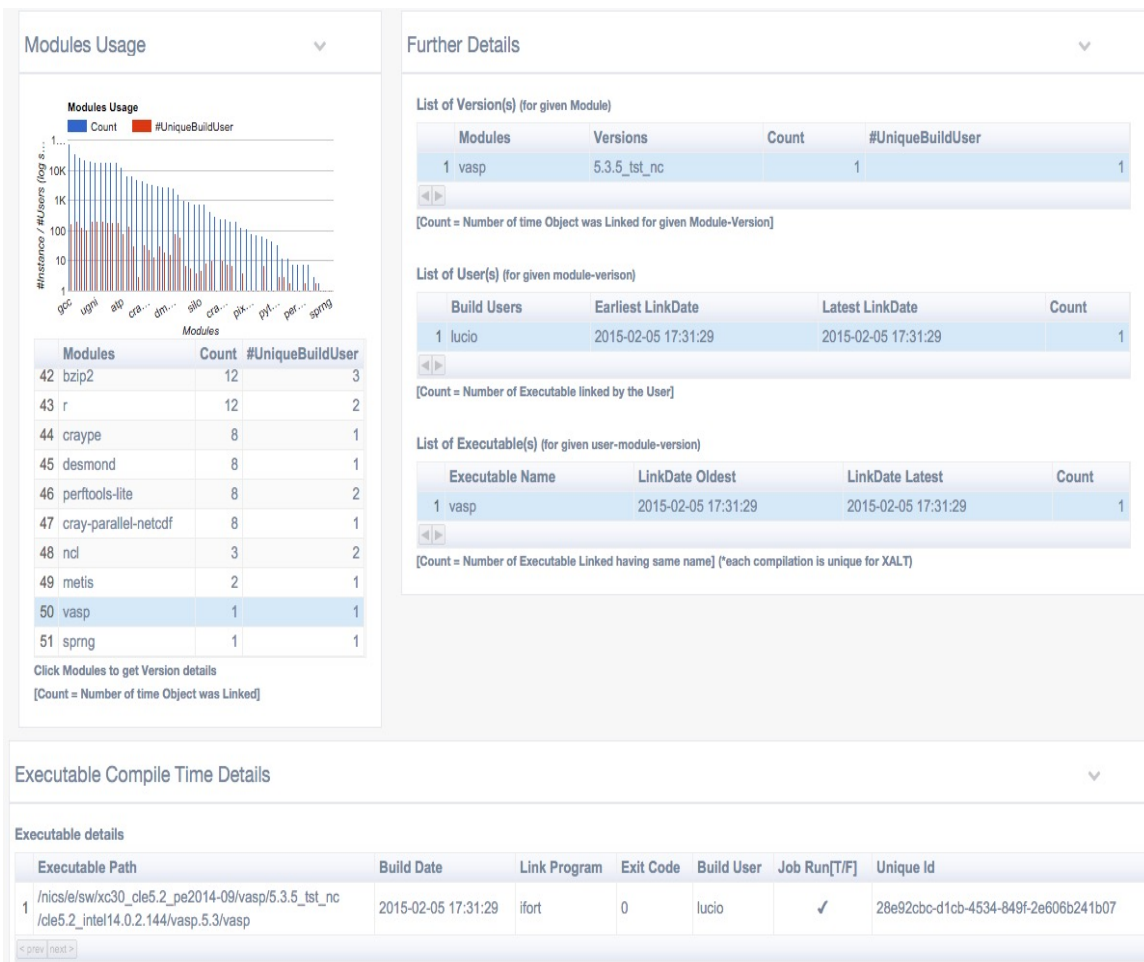 Modules Usage
Modules Usage
Count #UniqueBuildUser
#Instance / #Users (log s...
1....
10K
1K
100
10
1
gcc ugni atp cra... dm... silo cra... pix... pyt... per... sprng
Modules
Modules Count #UniqueBuildUser
42 bzip2 12 3
43 r 12 2
44 craype 8 1
45 desmond 8 1
46 perftools-lite 8 2
47 cray-parallel-netcdf 8 1
48 ncl 3 2
49 metis 2 1
50 vasp 1 1
51 sprng 1 1
Click Modules to get Version details
[Count = Number of time Object was Linked]
Further Details
List of Version(s) (for given Module)
Modules Versions Count #UniqueBuildUser
1 vasp 5.3.5_tst_nc 1 1
[Count = Number of time Object was Linked for given Module-Version]
List of User(s) (for given module-verison)
Build Users Earliest LinkDate Latest LinkDate Count
1 lucio 2015-02-05 17:31:29 2015-02-05 17:31:29 1
[Count = Number of Executable linked by the User]
List of Executable(s) (for given user-module-version)
Executable Name LinkDate Oldest LinkDate Latest Count
1 vasp 2015-02-05 17:31:29 2015-02-05 17:31:29 1
[Count = Number of Executable Linked having same name] (*each compilation is unique for XALT)
Executable Compile Time Details
Executable details
Executable Path Build Date Link Program Exit Code Build User Job Run[T/F] Unique Id
1 /nics/e/sw/xc30_cle5.2_pe2014-09/vasp/5.3.5_tst_nc
/cle5.2_intel14.0.2.144/vasp.5.3/vasp 2015-02-05 17:31:29 ifort 0 lucio ✓ 28e92cbc-d1cb-4534-849f-2e606b241b07
< prev next >